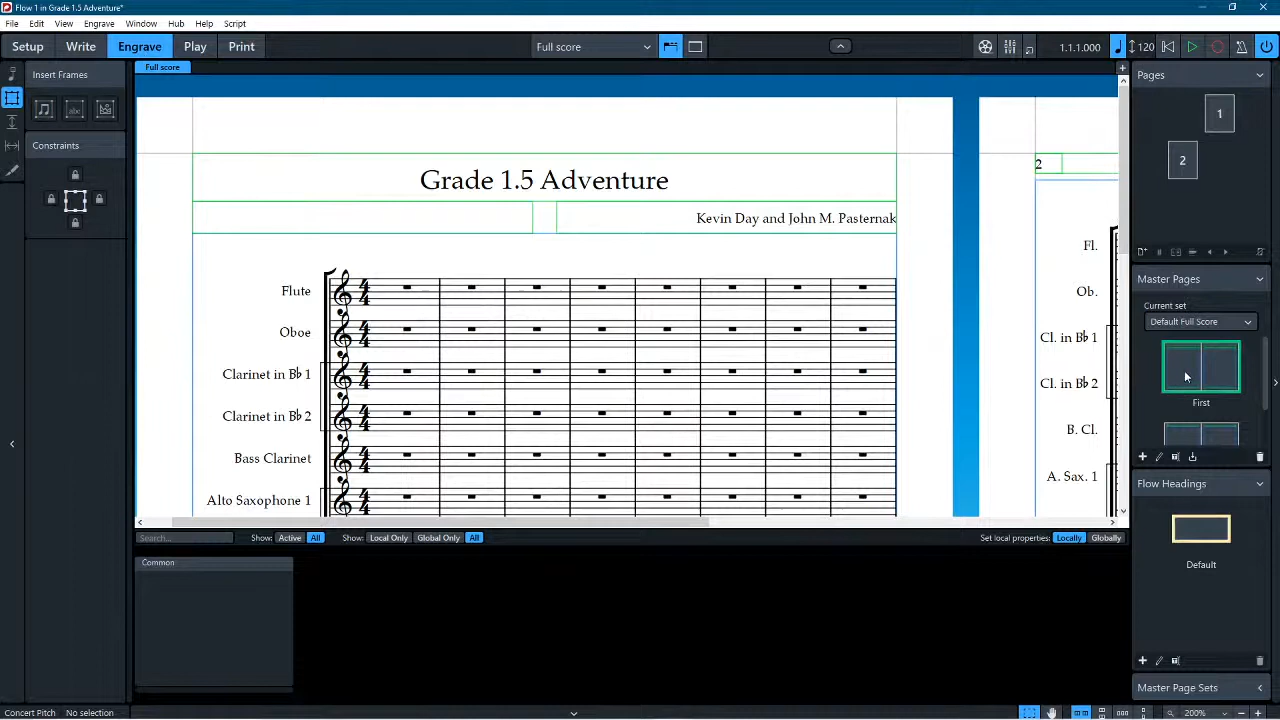 Flow 1 in Grade 1.5 Adventure*
File Edit View Engrave Window Hub Help Script
Setup Write Engrave Play Print
Full score
1.1.1.000
120
Insert Frames
abc
Constraints
Full score
Grade 1.5 Adventure
Kevin Day and John M. Pasternak
Flute
Oboe
Clarinet in B♭ 1
Clarinet in B♭ 2
Bass Clarinet
Alto Saxophone 1
2
Fl.
Ob.
Cl. in B♭ 1
Cl. in B♭ 2
B. Cl.
A. Sax. 1
Pages
1
2
Master Pages
Current set
Default Full Score
First
Flow Headings
Default
Master Page Sets
Search... Show: Active All Show: Local Only Global Only All Set local properties: Locally Globally
Common
Concert Pitch No selection
200%